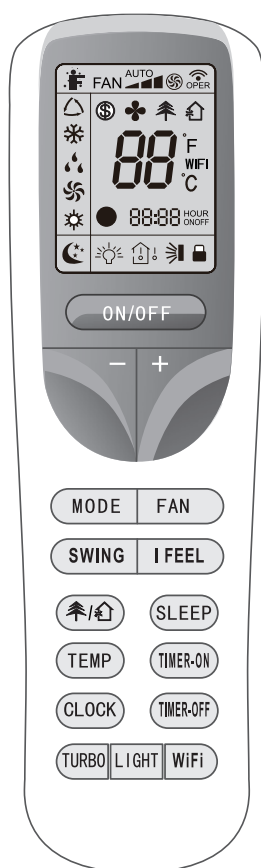 FAN AUTO
OPER
88 °F
WIFI
°C
88:88 HOUR
ONOFF
ON/OFF
− +
MODE FAN
SWING I FEEL
/
SLEEP
TEMP TIMER-ON
CLOCK TIMER-OFF
TURBO LIGHT WiFi